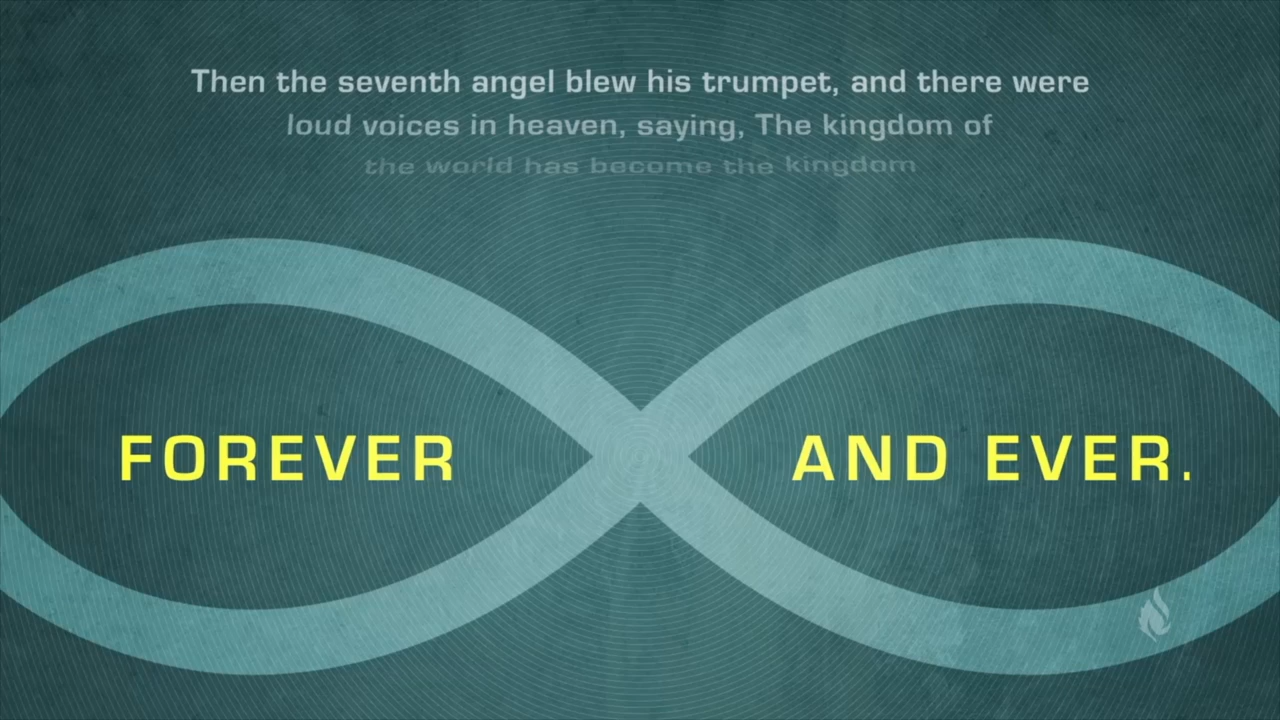 Then the seventh angel blew his trumpet, and there were
loud voices in heaven, saying, The kingdom of
the world has become the kingdom
FOREVER AND EVER.